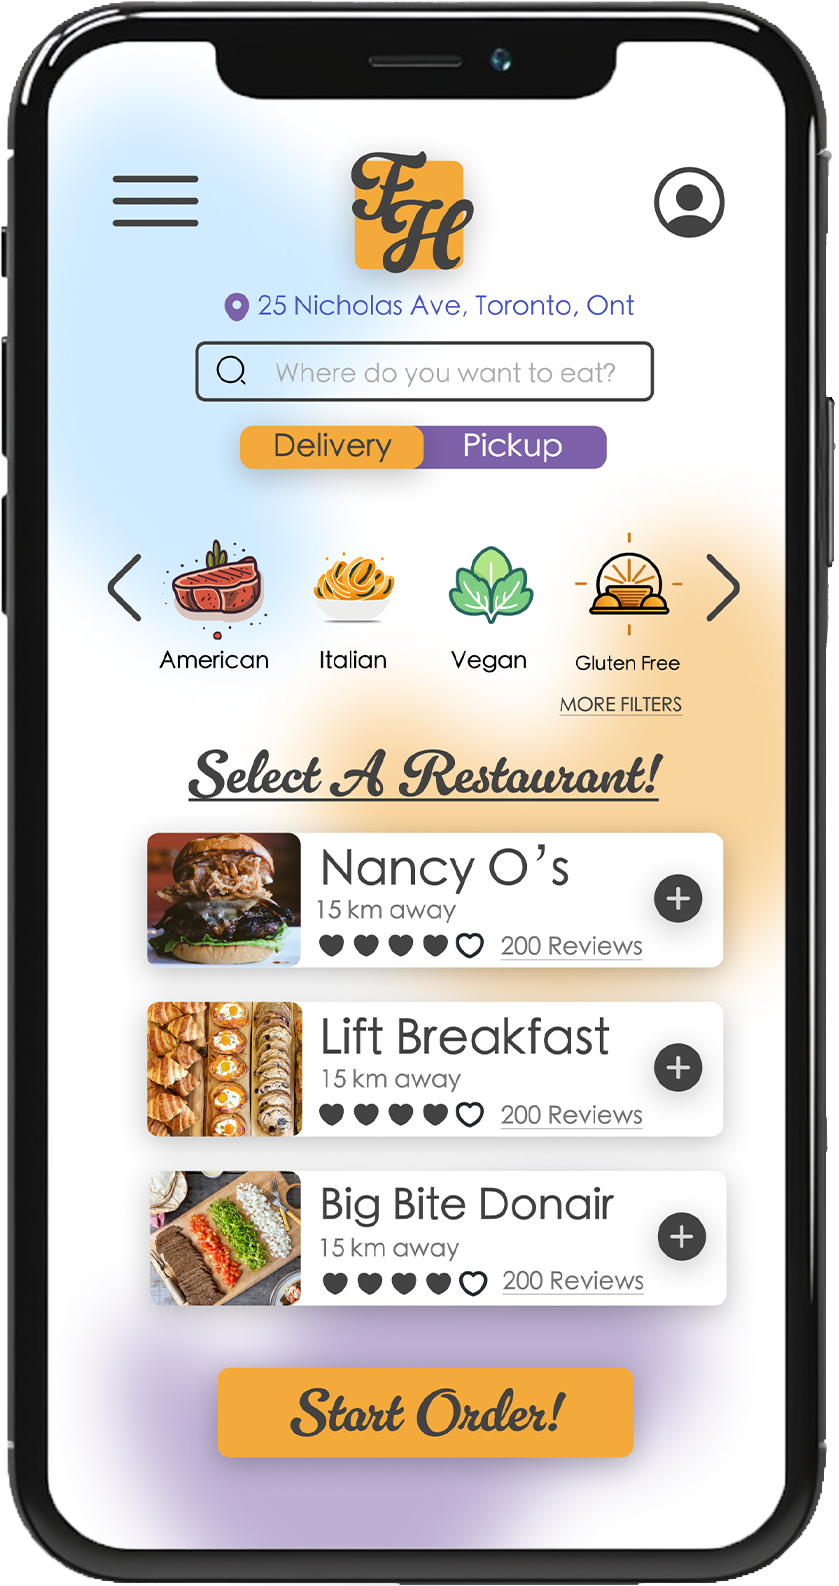 FH
25 Nicholas Ave, Toronto, Ont
Where do you want to eat?
Delivery Pickup
American Italian Vegan Gluten Free
MORE FILTERS
Select A Restaurant!
Nancy O's
15 km away
200 Reviews
Lift Breakfast
15 km away
200 Reviews
Big Bite Donair
15 km away
200 Reviews
Start Order!